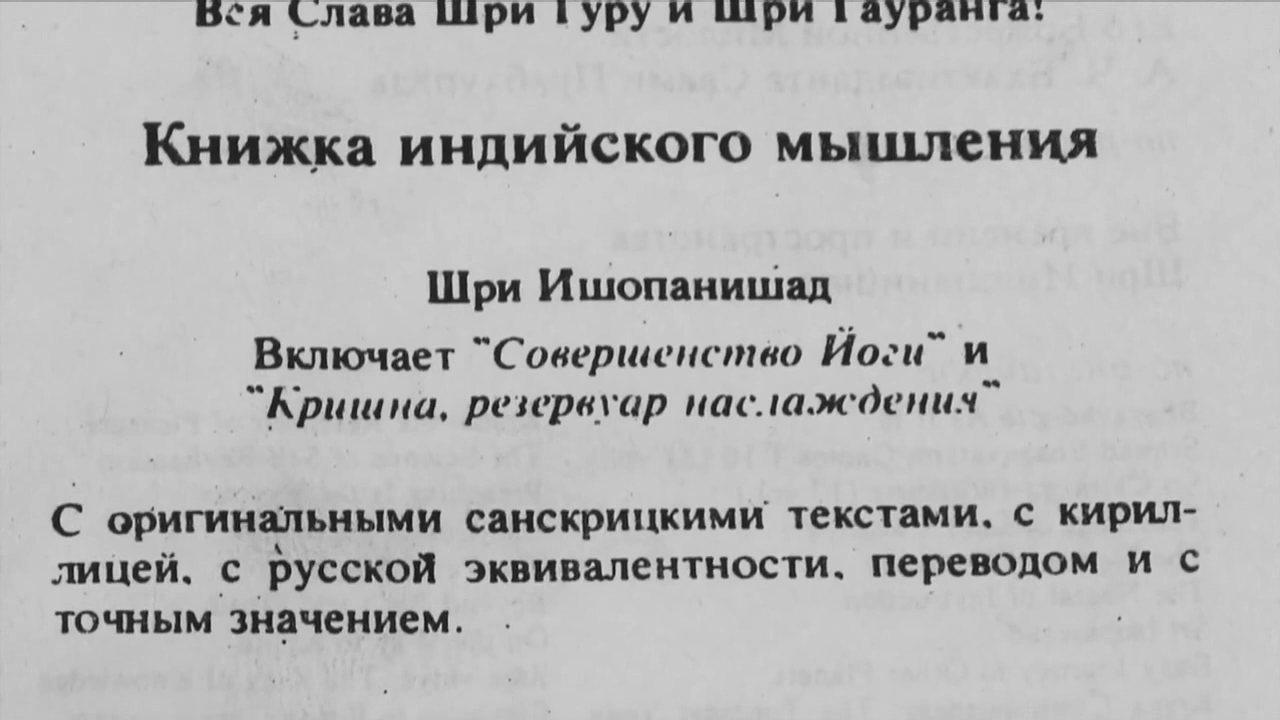 Вся Слава Шри Гуру и Шри Гауранга!
Книжка индийского мышления
Шри Ишопанишад
Включает "Совершенство Йоги" и
"Кришна, резервуар наслаждения"
С оригинальными санскрицкими текстами, с кирил-
лицей, с русской эквивалентности, переводом и с
точным значением.